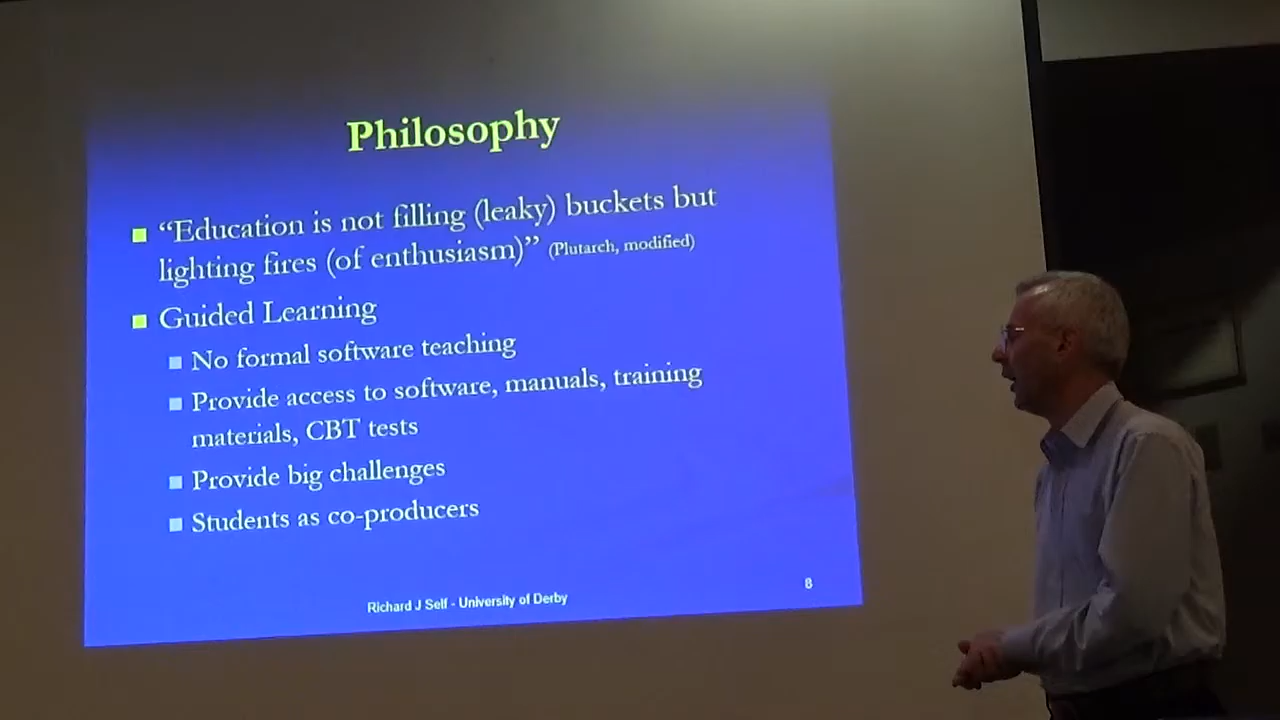 Philosophy
“Education is not filling (leaky) buckets but
lighting fires (of enthusiasm)” (Plutarch, modified)
Guided Learning
No formal software teaching
Provide access to software, manuals, training
materials, CBT tests
Provide big challenges
Students as co-producers
Richard J Self - University of Derby
8